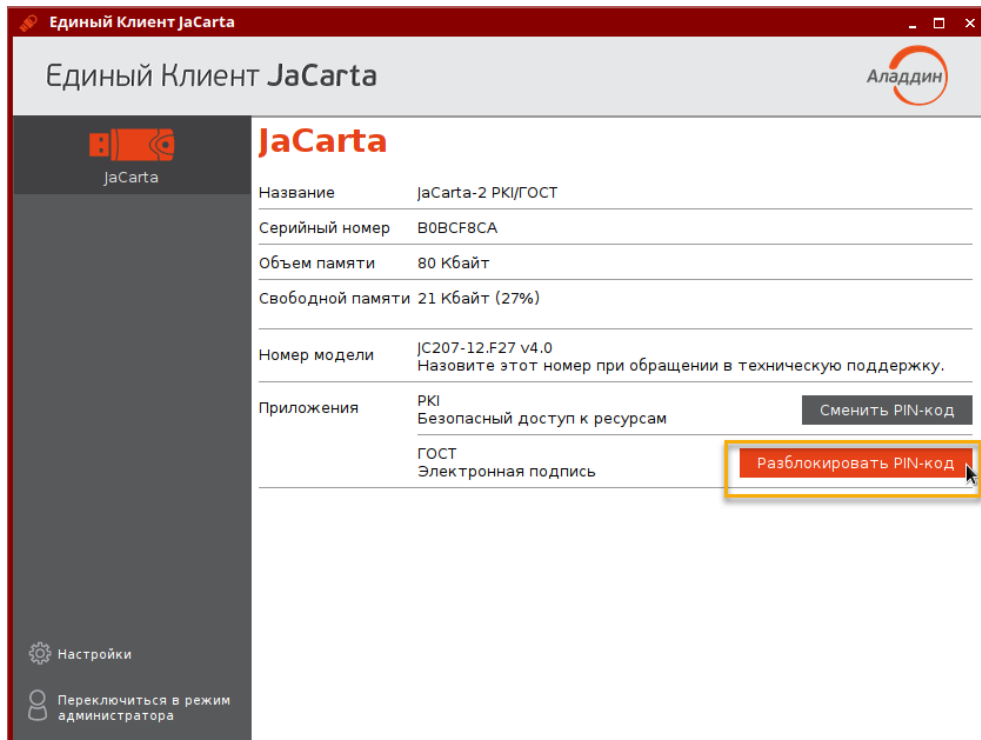 Единый Клиент JaCarta
Единый Клиент JaCarta
Аладдин
JaCarta
JaCarta
Название JaCarta-2 PKI/ГОСТ
Серийный номер B0BCF8CA
Объем памяти 80 Кбайт
Свободной памяти 21 Кбайт (27%)
Номер модели JC207-12.F27 v4.0
Назовите этот номер при обращении в техническую поддержку.
Приложения PKI
Безопасный доступ к ресурсам
Сменить PIN-код
ГОСТ
Электронная подпись
Разблокировать PIN-код
Настройки
Переключиться в режим
администратора